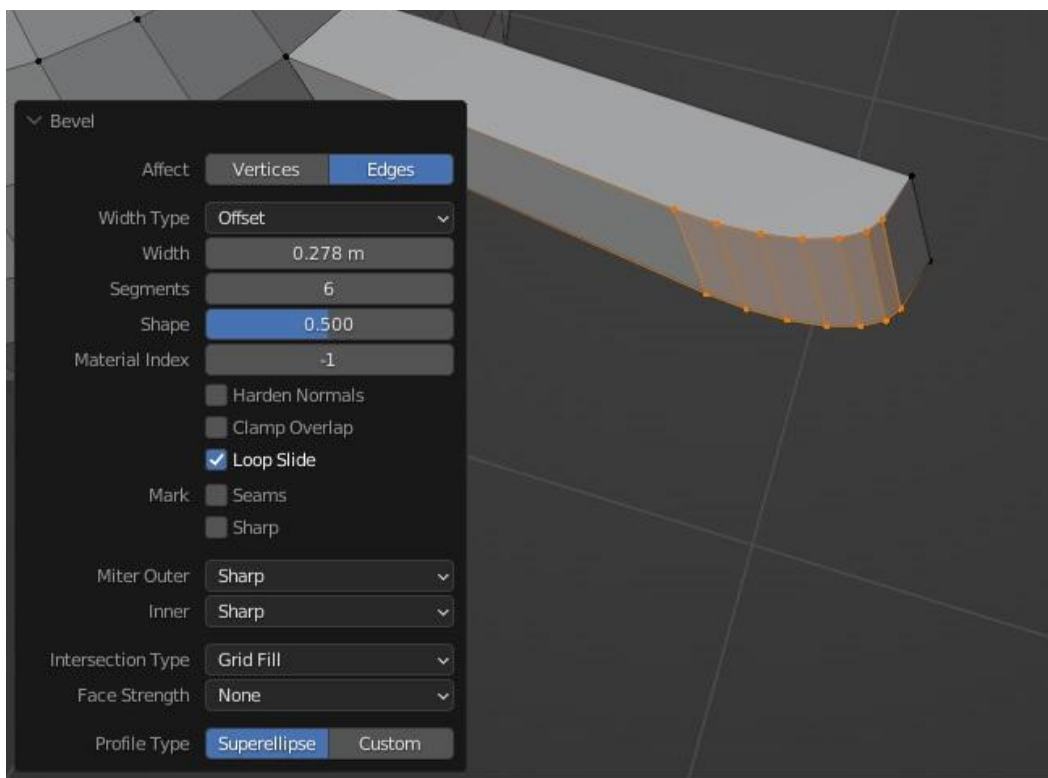 Bevel
Affect Vertices Edges
Width Type Offset
Width 0.278 m
Segments 6
Shape 0.500
Material Index -1
Harden Normals
Clamp Overlap
Loop Slide
Mark Seams
Sharp
Miter Outer Sharp
Inner Sharp
Intersection Type Grid Fill
Face Strength None
Profile Type Superellipse Custom